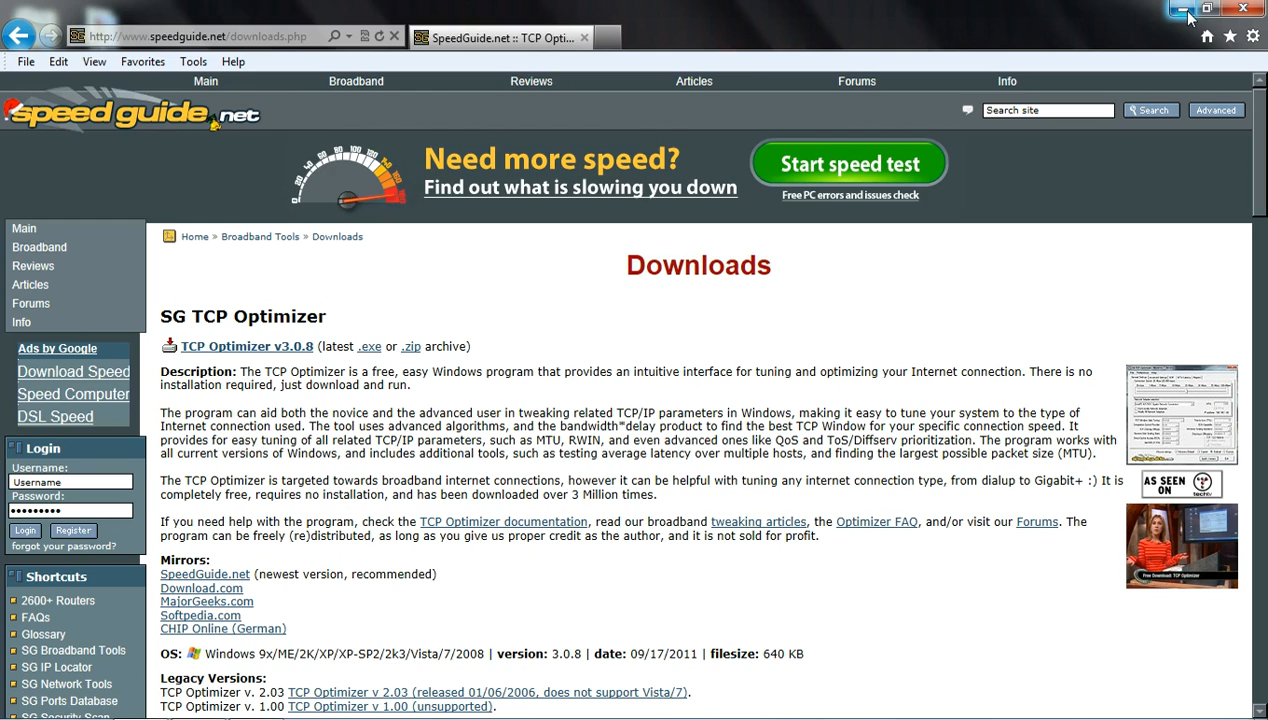 http://www.speedguide.net/downloads.php
SpeedGuide.net :: TCP Opti...
File Edit View Favorites Tools Help
Main Broadband Reviews Articles Forums Info
speed guide.net
Search site Search Advanced
Need more speed?
Find out what is slowing you down
Start speed test
Free PC errors and issues check
Main
Broadband
Reviews
Articles
Forums
Info
Ads by Google
Download Speed
Speed Computer
DSL Speed
Login
Username:
Username
Password:
Login Register
forgot your password?
Shortcuts
2600+ Routers
FAQs
Glossary
SG Broadband Tools
SG IP Locator
SG Network Tools
SG Ports Database
SG Security Scan
Home » Broadband Tools » Downloads
Downloads
SG TCP Optimizer
TCP Optimizer v3.0.8 (latest .exe or .zip archive)
Description: The TCP Optimizer is a free, easy Windows program that provides an intuitive interface for tuning and optimizing your Internet connection. There is no
installation required, just download and run.
The program can aid both the novice and the advanced user in tweaking related TCP/IP parameters in Windows, making it easy to tune your system to the type of
Internet connection used. The tool uses advanced algorithms, and the bandwidth*delay product to find the best TCP Window for your specific connection speed. It
provides for easy tuning of all related TCP/IP parameters, such as MTU, RWIN, and even advanced ones like QoS and ToS/Diffserv prioritization. The program works with
all current versions of Windows, and includes additional tools, such as testing average latency over multiple hosts, and finding the largest possible packet size (MTU).
The TCP Optimizer is targeted towards broadband internet connections, however it can be helpful with tuning any internet connection type, from dialup to Gigabit+ :) It is
completely free, requires no installation, and has been downloaded over 3 Million times.
If you need help with the program, check the TCP Optimizer documentation, read our broadband tweaking articles, the Optimizer FAQ, and/or visit our Forums. The
program can be freely (re)distributed, as long as you give us proper credit as the author, and it is not sold for profit.
Mirrors:
SpeedGuide.net (newest version, recommended)
Download.com
MajorGeeks.com
Softpedia.com
CHIP Online (German)
OS: Windows 9x/ME/2K/XP/XP-SP2/2k3/Vista/7/2008 | version: 3.0.8 | date: 09/17/2011 | filesize: 640 KB
Legacy Versions:
TCP Optimizer v. 2.03 TCP Optimizer v 2.03 (released 01/06/2006, does not support Vista/7).
TCP Optimizer v. 1.00 TCP Optimizer v 1.00 (unsupported).
AS SEEN
ON
techtv
Free Download: TCP Optimizer